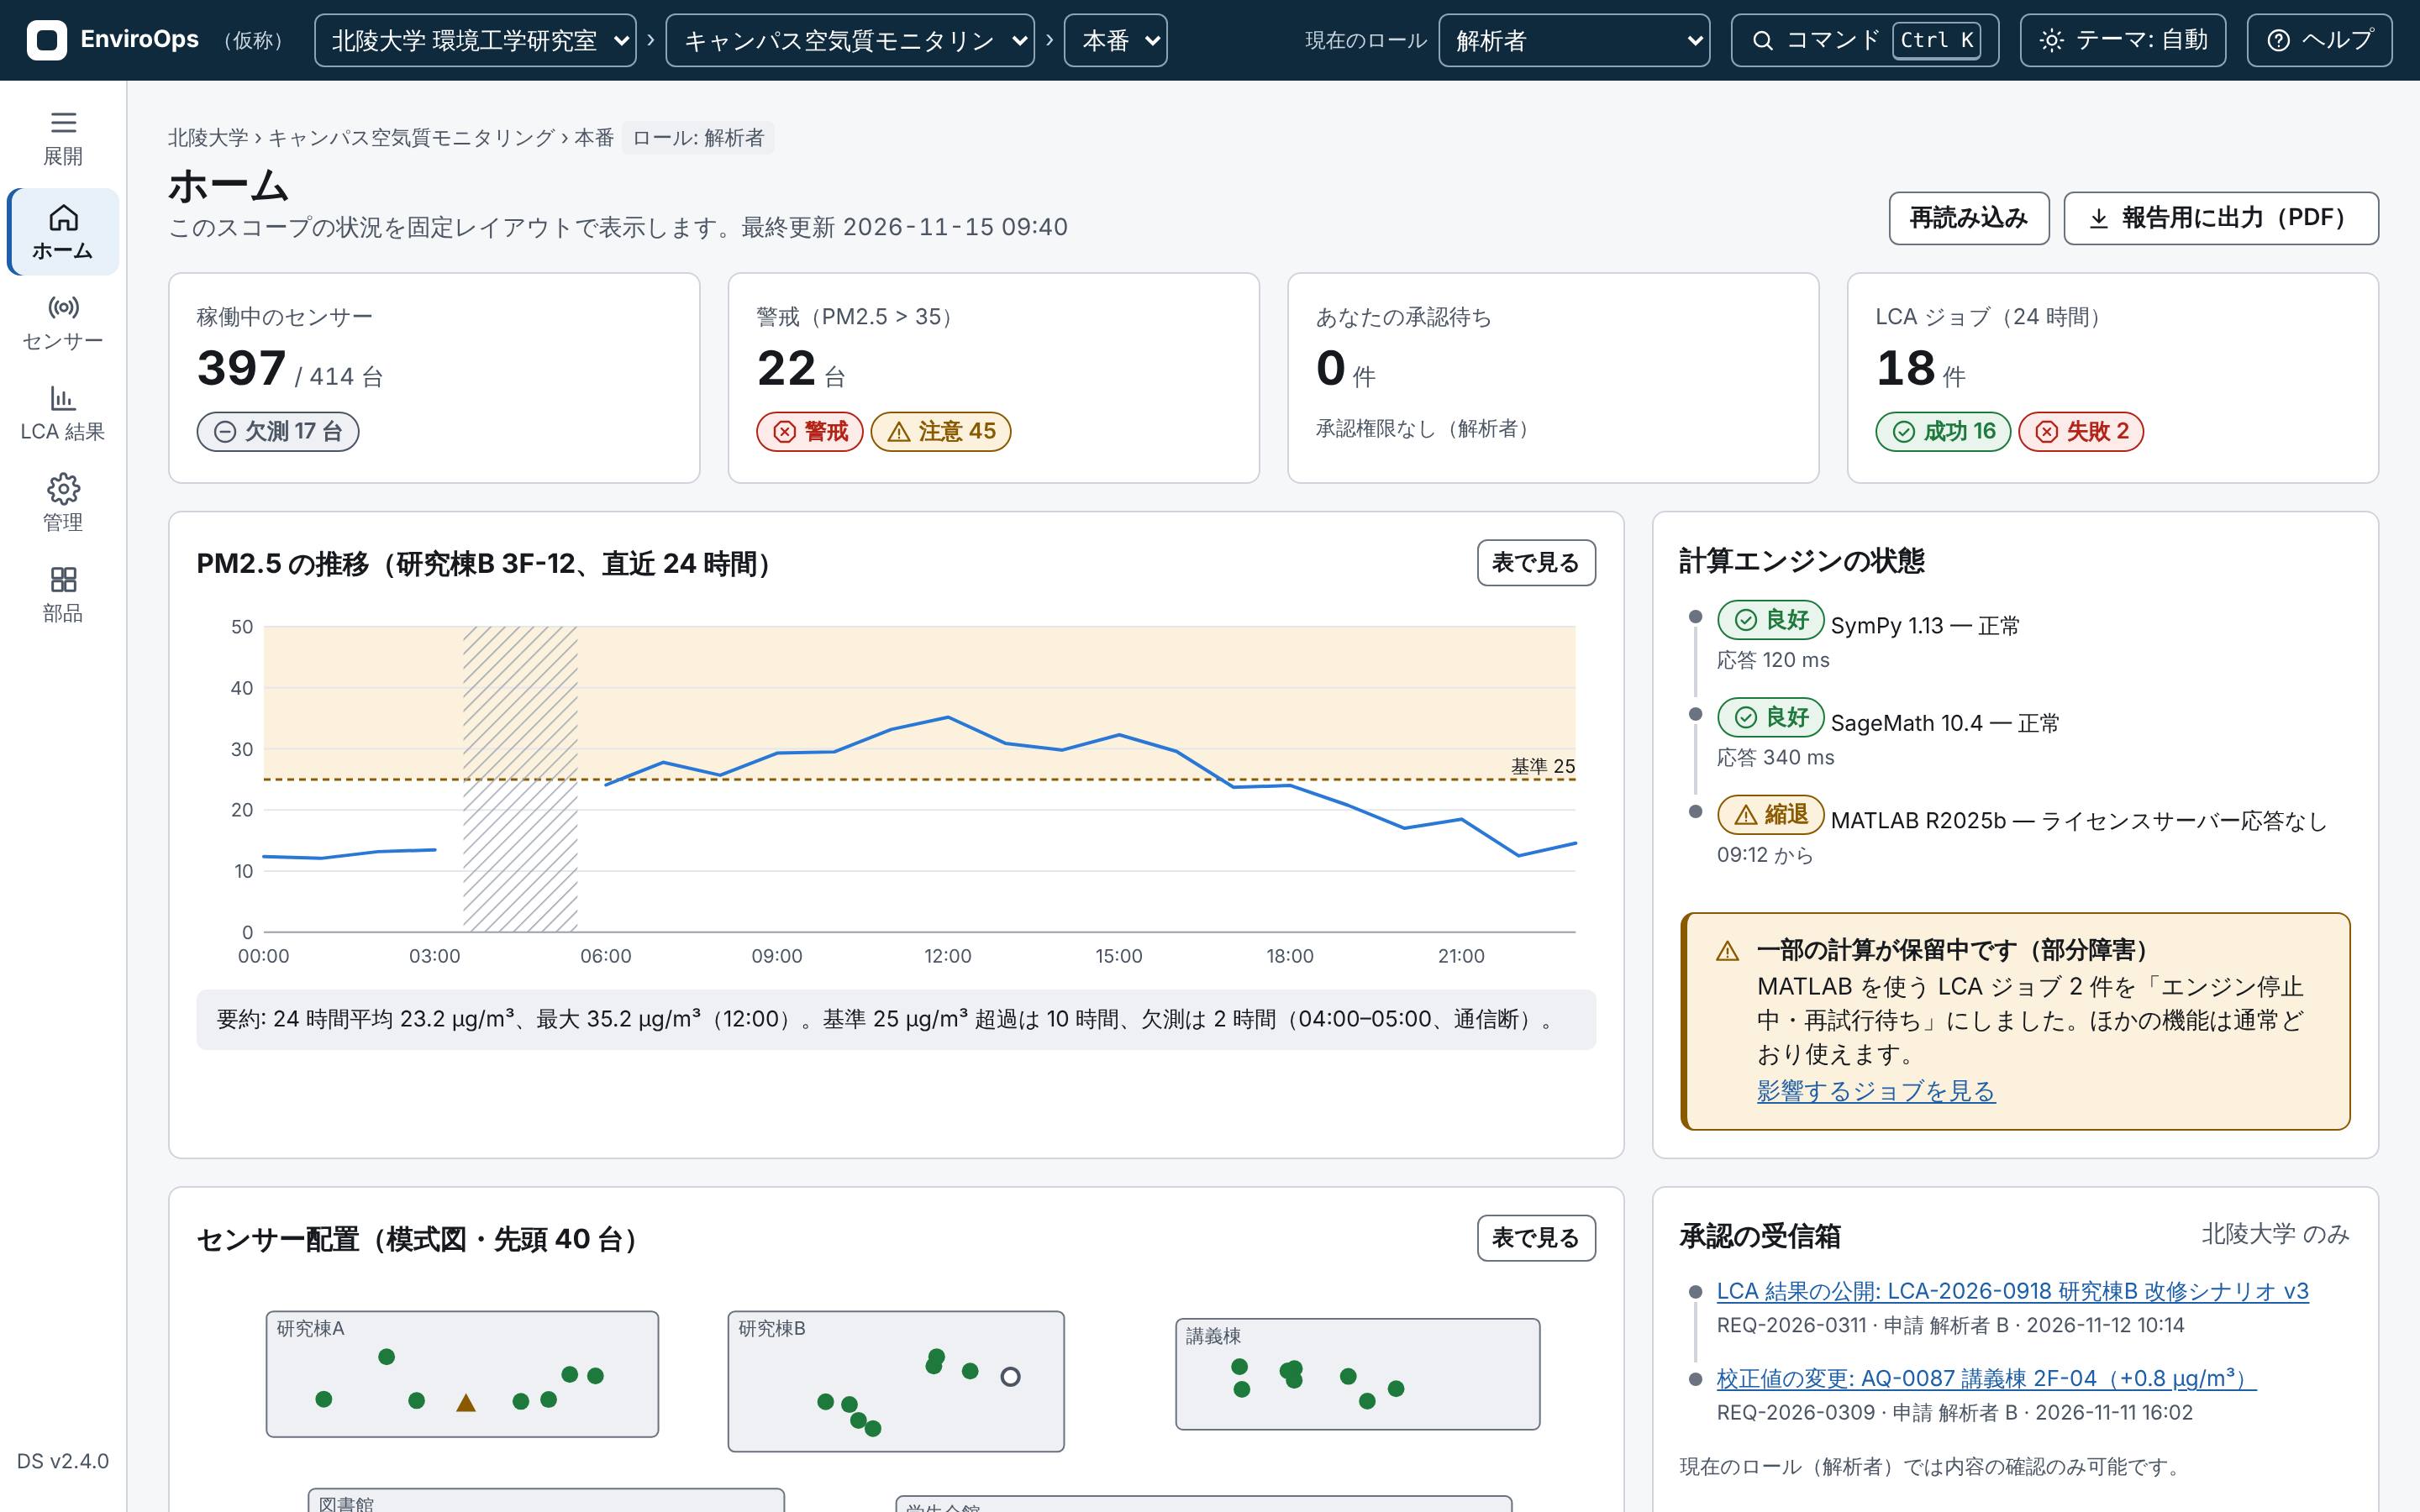 EnviroOps （仮称） 北陵大学 環境工学研究室 › キャンパス空気質モニタリン › 本番 現在のロール 解析者 コマンド Ctrl K テーマ: 自動 ヘルプ
展開
ホーム
センサー
LCA 結果
管理
部品
DS v2.4.0
北陵大学 › キャンパス空気質モニタリング › 本番 ロール: 解析者
ホーム
このスコープの状況を固定レイアウトで表示します。最終更新 2026-11-15 09:40
再読み込み 報告用に出力（PDF）
稼働中のセンサー
397 / 414 台
欠測 17 台
警戒（PM2.5 > 35）
22 台
警戒 注意 45
あなたの承認待ち
0 件
承認権限なし（解析者）
LCA ジョブ（24 時間）
18 件
成功 16 失敗 2
PM2.5 の推移（研究棟B 3F-12、直近 24 時間） 表で見る
50
40
30
基準 25
20
10
0
00:00 03:00 06:00 09:00 12:00 15:00 18:00 21:00
要約: 24 時間平均 23.2 µg/m³、最大 35.2 µg/m³（12:00）。基準 25 µg/m³ 超過は 10 時間、欠測は 2 時間（04:00–05:00、通信断）。
計算エンジンの状態
良好 SymPy 1.13 — 正常
応答 120 ms
良好 SageMath 10.4 — 正常
応答 340 ms
縮退 MATLAB R2025b — ライセンスサーバー応答なし
09:12 から
一部の計算が保留中です（部分障害）
MATLAB を使う LCA ジョブ 2 件を「エンジン停止
中・再試行待ち」にしました。ほかの機能は通常ど
おり使えます。
影響するジョブを見る
センサー配置（模式図・先頭 40 台） 表で見る
研究棟A 研究棟B 講義棟
図書館 学生会館
承認の受信箱 北陵大学 のみ
LCA 結果の公開: LCA-2026-0918 研究棟B 改修シナリオ v3
REQ-2026-0311 · 申請 解析者 B · 2026-11-12 10:14
校正値の変更: AQ-0087 講義棟 2F-04（+0.8 µg/m³）
REQ-2026-0309 · 申請 解析者 B · 2026-11-11 16:02
現在のロール（解析者）では内容の確認のみ可能です。